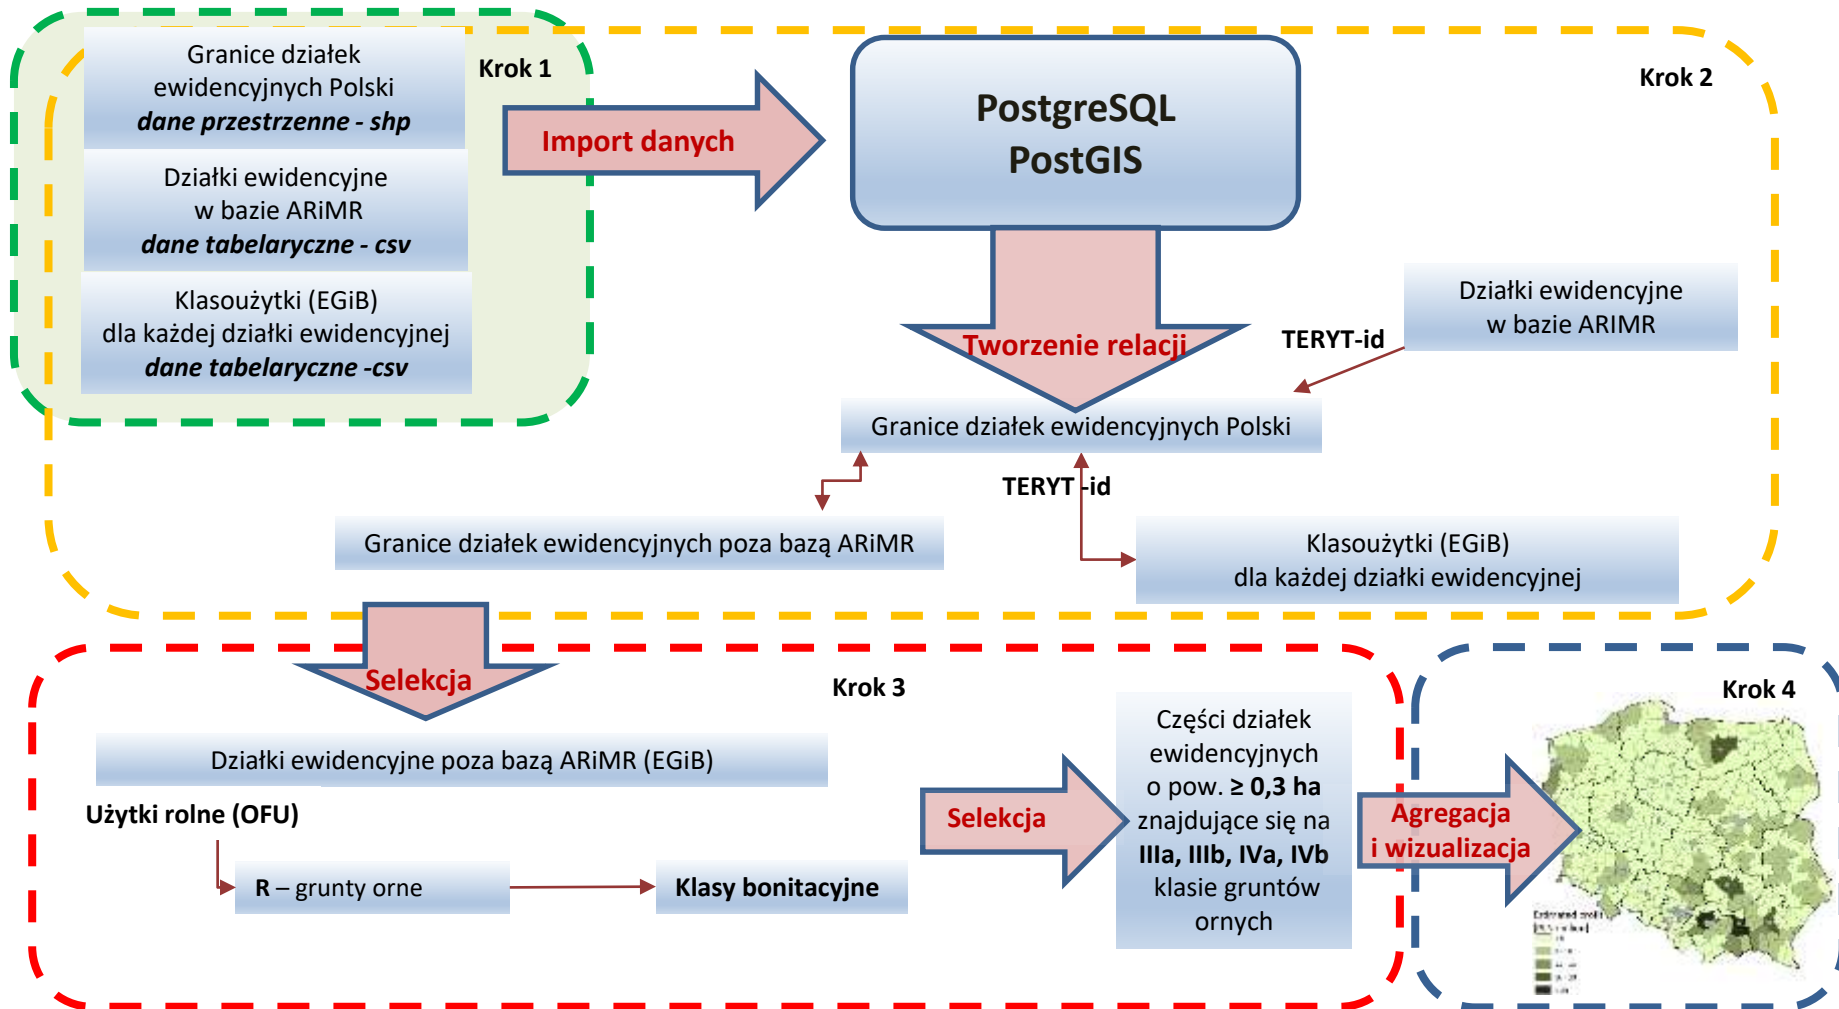 Granice działek
ewidencyjnych Polski
dane przestrzenne - shp
Krok 1
Działki ewidencyjne
w bazie ARiMR
dane tabelaryczne - csv
Klasoużytki (EGiB)
dla każdej działki ewidencyjnej
dane tabelaryczne -csv
Import danych
PostgreSQL
PostGIS
Krok 2
Tworzenie relacji
TERYT-id
Działki ewidencyjne
w bazie ARIMR
Granice działek ewidencyjnych Polski
TERYT -id
Granice działek ewidencyjnych poza bazą ARiMR
Klasoużytki (EGiB)
dla każdej działki ewidencyjnej
Selekcja
Krok 3
Działki ewidencyjne poza bazą ARiMR (EGiB)
Użytki rolne (OFU)
R – grunty orne
Klasy bonitacyjne
Selekcja
Części działek
ewidencyjnych
o pow. ≥ 0,3 ha
znajdujące się na
IIIa, IIIb, IVa, IVb
klasie gruntów
ornych
Agregacja
i wizualizacja
Krok 4
Estimated